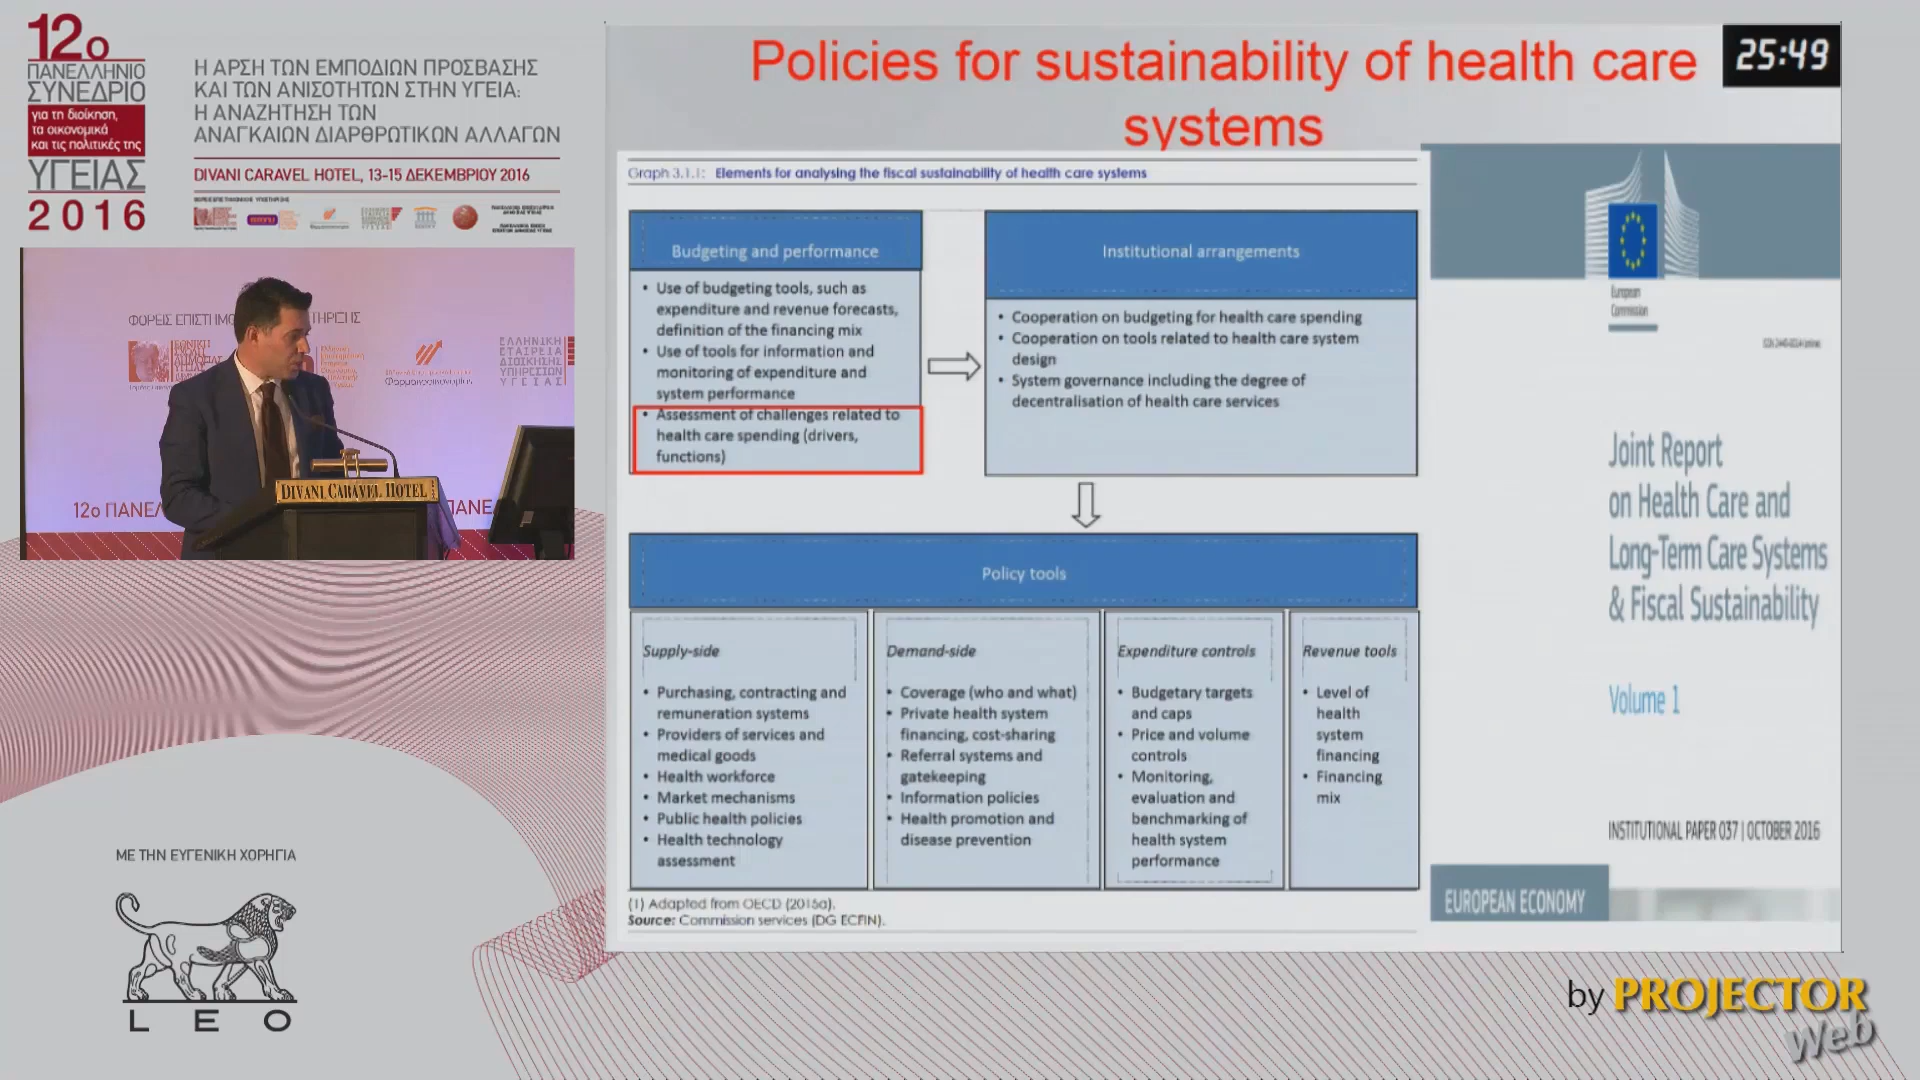 12ο
ΠΑΝΕΛΛΗΝΙΟ
ΣΥΝΕΔΡΙΟ
για τη διοίκηση,
τα οικονομικά
και τις πολιτικές της
ΥΓΕΙΑΣ
2016
Η ΑΡΣΗ ΤΩΝ ΕΜΠΟΔΙΩΝ ΠΡΟΣΒΑΣΗΣ
ΚΑΙ ΤΩΝ ΑΝΙΣΟΤΗΤΩΝ ΣΤΗΝ ΥΓΕΙΑ:
Η ΑΝΑΖΗΤΗΣΗ ΤΩΝ
ΑΝΑΓΚΑΙΩΝ ΔΙΑΡΘΡΩΤΙΚΩΝ ΑΛΛΑΓΩΝ
DIVANI CARAVEL HOTEL, 13-15 ΔΕΚΕΜΒΡΙΟΥ 2016
ΦΟΡΕΙΣ ΕΠΙΣΤΗΜΟ
ΤΗΡΙΞΗΣ
ΕΛΛΗΝΙΚΗ
ΕΤΑΙΡΕΙΑ
ΔΙΟΙΚΗΣΗΣ
ΥΠΗΡΕΣΙΩΝ
ΥΓΕΙΑΣ
12ο ΠΑΝΕΛ
ΠΑΝΕ
DIVANI CARAVEL HOTEL
ΜΕ ΤΗΝ ΕΥΓΕΝΙΚΗ ΧΟΡΗΓΙΑ
LEO
Policies for sustainability of health care
systems
25:49
Graph 3.1.1: Elements for analysing the fiscal sustainability of health care systems
Budgeting and performance
• Use of budgeting tools, such as
expenditure and revenue forecasts,
definition of the financing mix
• Use of tools for information and
monitoring of expenditure and
system performance
• Assessment of challenges related to
health care spending (drivers,
functions)
Institutional arrangements
• Cooperation on budgeting for health care spending
• Cooperation on tools related to health care system
design
• System governance including the degree of
decentralisation of health care services
Policy tools
Supply-side
• Purchasing, contracting and
remuneration systems
• Providers of services and
medical goods
• Health workforce
• Market mechanisms
• Public health policies
• Health technology
assessment
Demand-side
• Coverage (who and what)
• Private health system
financing, cost-sharing
• Referral systems and
gatekeeping
• Information policies
• Health promotion and
disease prevention
Expenditure controls
• Budgetary targets
and caps
• Price and volume
controls
• Monitoring,
evaluation and
benchmarking of
health system
performance
Revenue tools
• Level of
health
system
financing
• Financing
mix
(1) Adapted from OECD (2015a).
Source: Commission services (DG ECFIN).
European
Commission
Joint Report
on Health Care and
Long-Term Care Systems
& Fiscal Sustainability
Volume 1
INSTITUTIONAL PAPER 037 | OCTOBER 2016
EUROPEAN ECONOMY
by PROJECTOR
Web